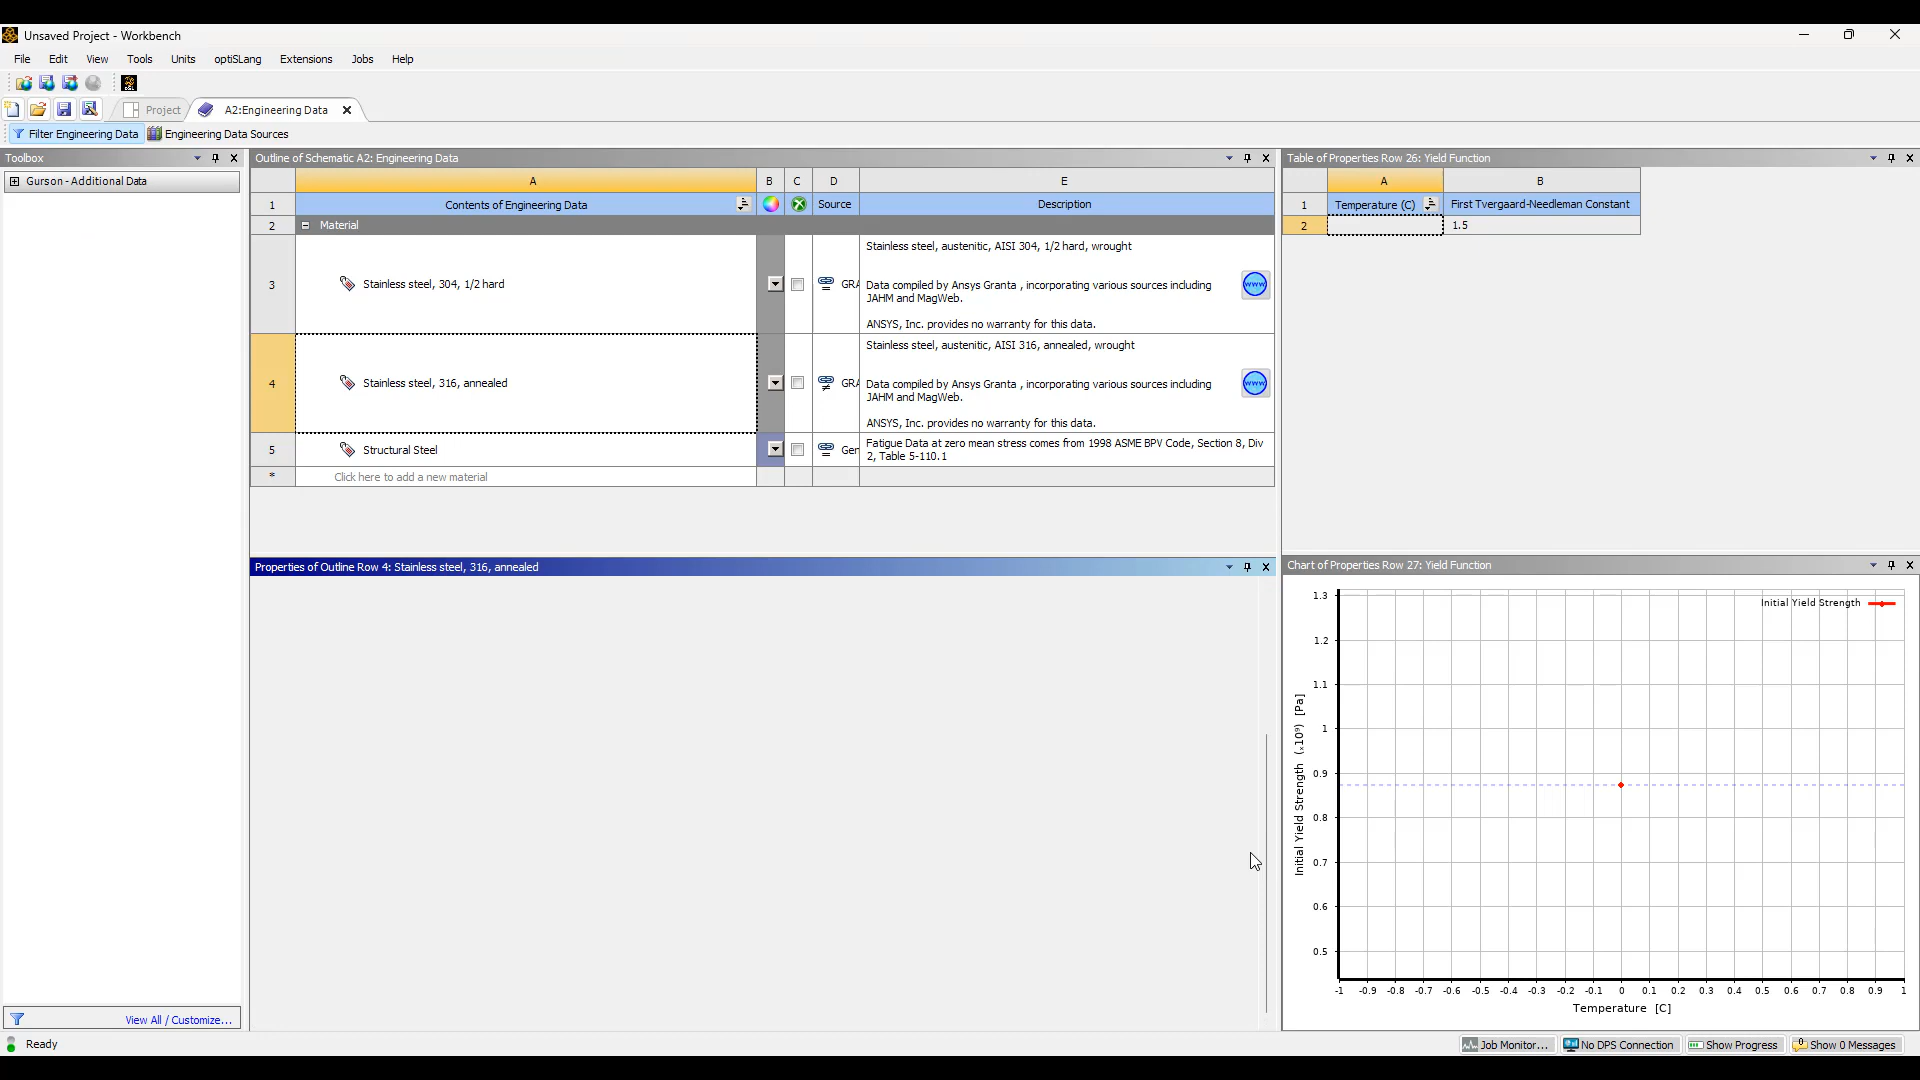 Unsaved Project - Workbench
File Edit View Tools Units optiSLang Extensions Jobs Help
Project A2:Engineering Data
Filter Engineering Data Engineering Data Sources
Toolbox
Gurson - Additional Data
View All / Customize...
Outline of Schematic A2: Engineering Data
A B C D E
1 Contents of Engineering Data Source Description
2 Material
3 Stainless steel, 304, 1/2 hard GRA
Stainless steel, austenitic, AISI 304, 1/2 hard, wrought
Data compiled by Ansys Granta , incorporating various sources including
JAHM and MagWeb.
ANSYS, Inc. provides no warranty for this data.
www
4 Stainless steel, 316, annealed GRA
Stainless steel, austenitic, AISI 316, annealed, wrought
Data compiled by Ansys Granta , incorporating various sources including
JAHM and MagWeb.
ANSYS, Inc. provides no warranty for this data.
www
5 Structural Steel Ger
Fatigue Data at zero mean stress comes from 1998 ASME BPV Code, Section 8, Div
2, Table 5-110.1
* Click here to add a new material
Properties of Outline Row 4: Stainless steel, 316, annealed
Table of Properties Row 26: Yield Function
A B
1 Temperature (C) First Tvergaard-Needleman Constant
2 1.5
Chart of Properties Row 27: Yield Function
Initial Yield Strength
Initial Yield Strength (x10⁹) [Pa]
1.3
1.2
1.1
1
0.9
0.8
0.7
0.6
0.5
-1 -0.9 -0.8 -0.7 -0.6 -0.5 -0.4 -0.3 -0.2 -0.1 0 0.1 0.2 0.3 0.4 0.5 0.6 0.7 0.8 0.9 1
Temperature [C]
Ready
Job Monitor... No DPS Connection Show Progress Show 0 Messages